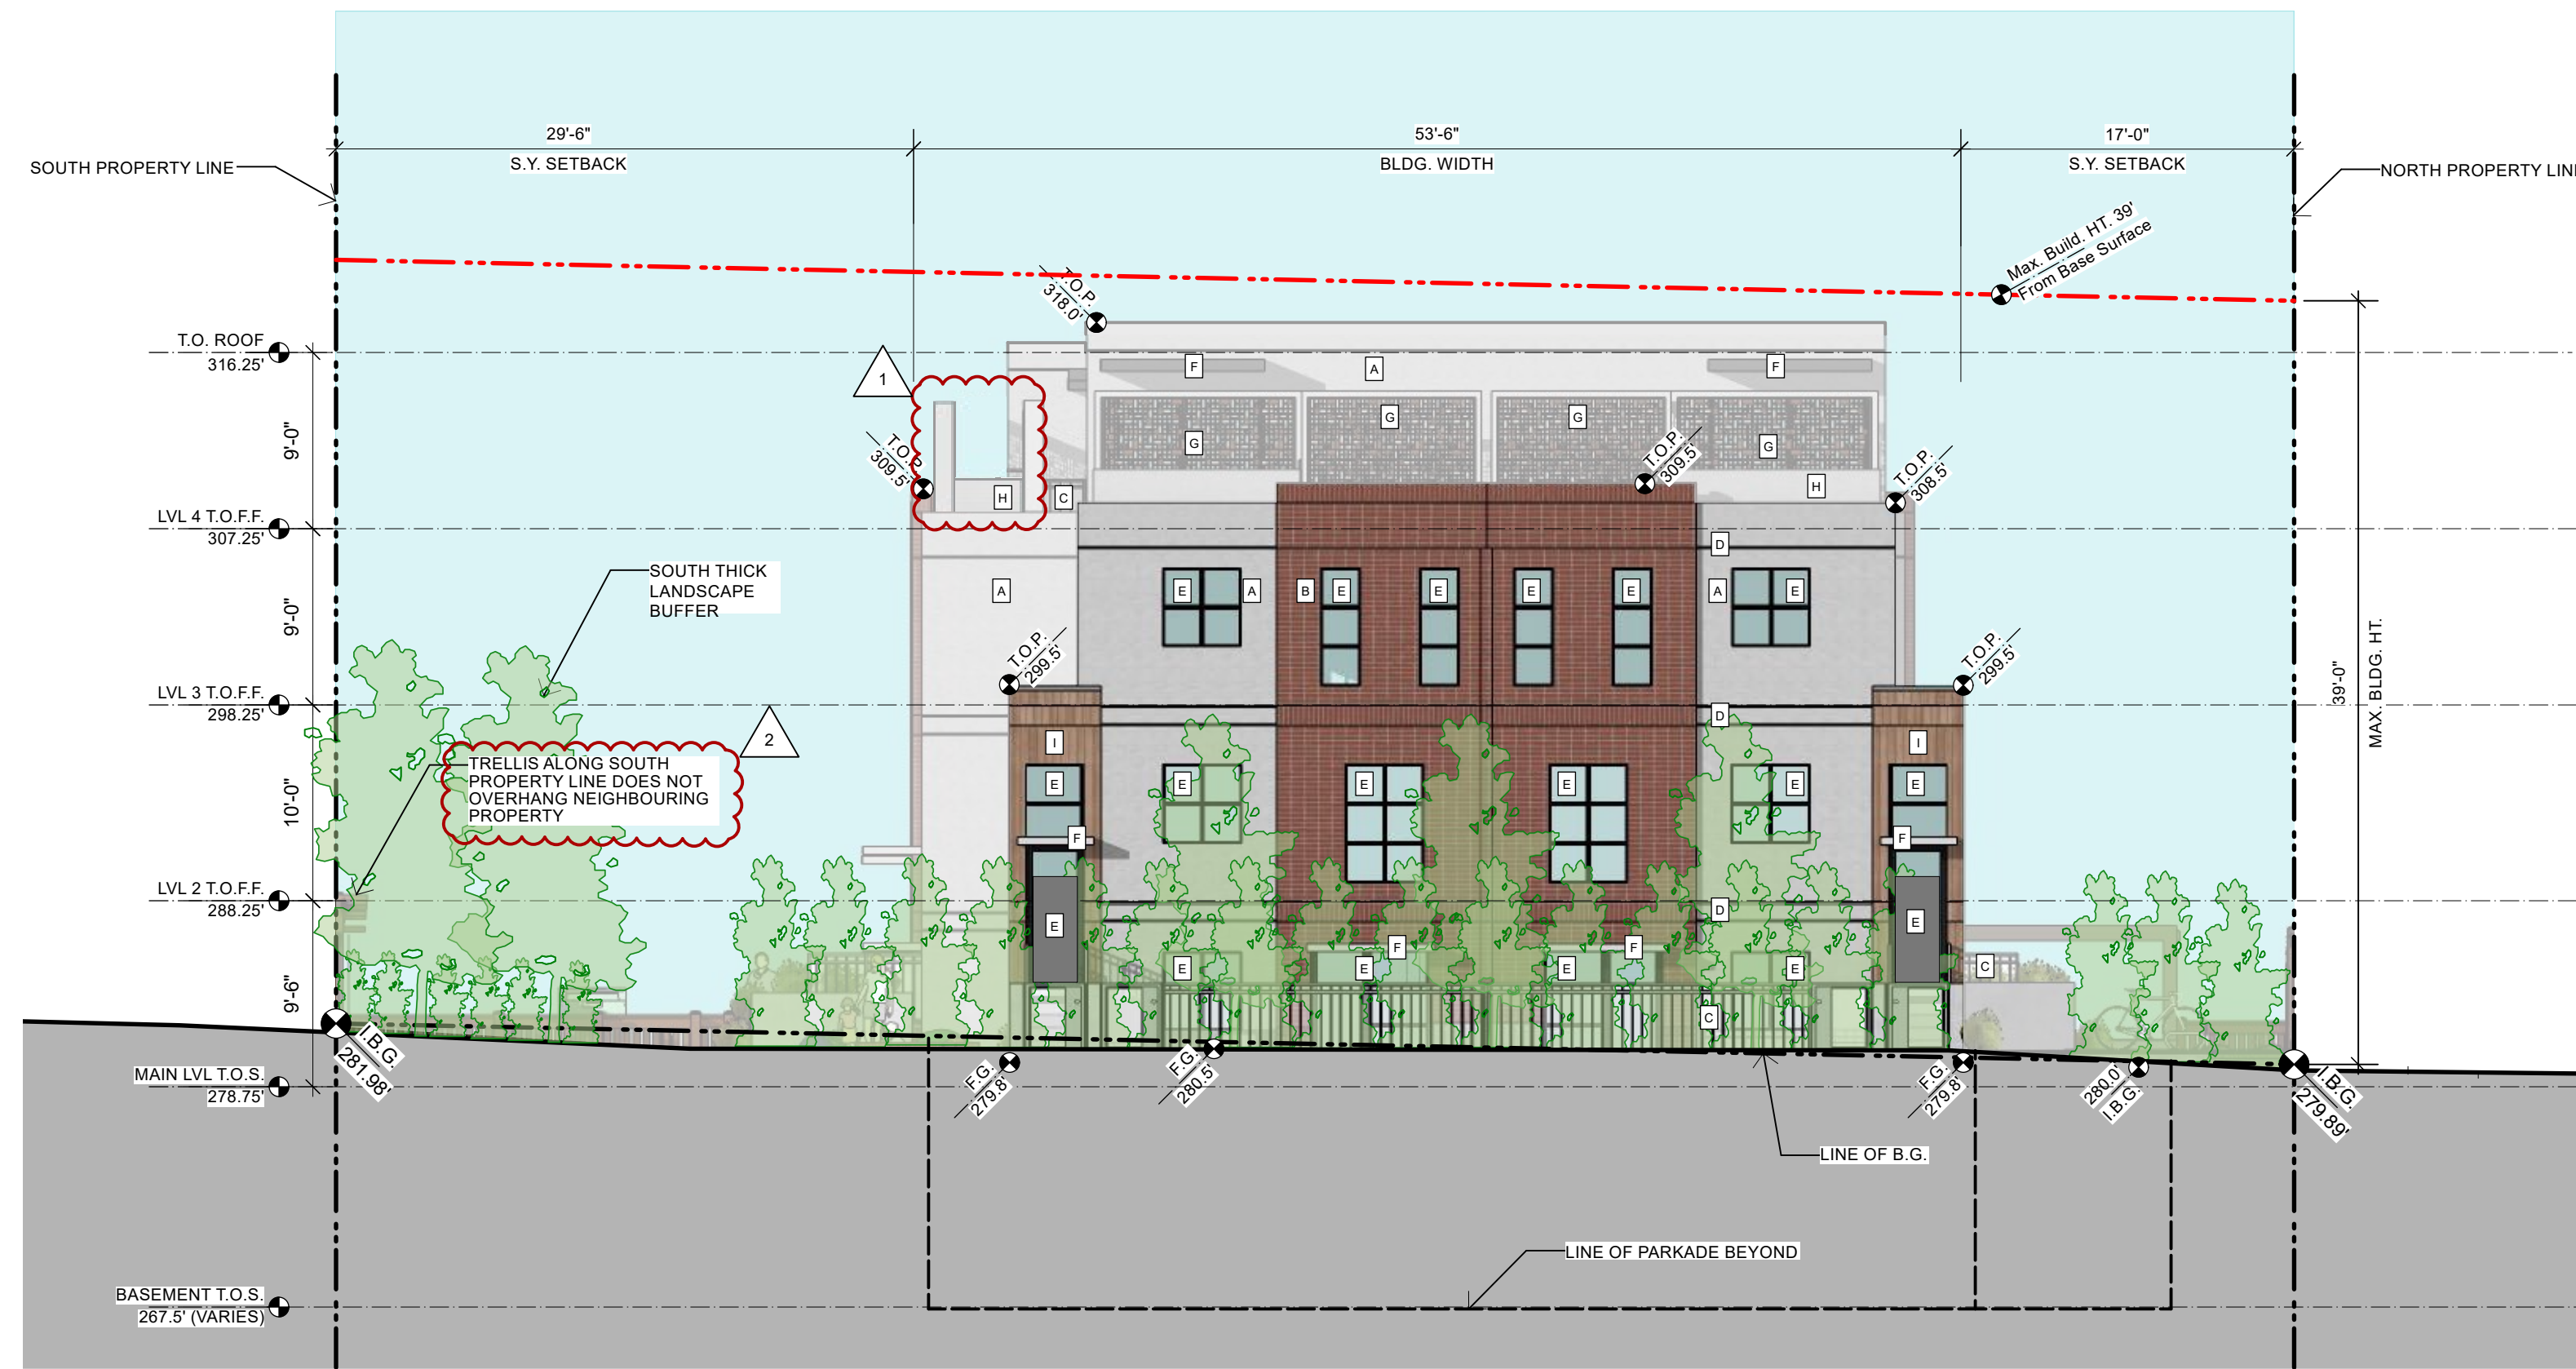 29'-6"
53'-6"
17'-0"
S.Y. SETBACK
BLDG. WIDTH
S.Y. SETBACK
SOUTH PROPERTY LINE
NORTH PROPERTY LIN
Max. Build. HT. 39'
From Base Surface
T.O.P.
318.0'
T.O. ROOF
316.25'
F
A
F
1
G
G
G
G
9'-0"
T.O.P.
309.5'
T.O.P.
309.5'
T.O.P.
308.5'
H
C
H
LVL 4 T.O.F.F.
307.25'
D
SOUTH THICK
LANDSCAPE
BUFFER
A
E
A
B
E
E
E
E
A
E
9'-0"
T.O.P.
299.5'
T.O.P.
299.5'
39'-0"
MAX. BLDG. HT.
LVL 3 T.O.F.F.
298.25'
D
2
I
I
TRELLIS ALONG SOUTH
PROPERTY LINE DOES NOT
OVERHANG NEIGHBOURING
PROPERTY
E
E
E
E
E
E
10'-0"
F
F
LVL 2 T.O.F.F.
288.25'
D
E
E
F
F
E
E
E
E
C
9'-6"
C
I.B.G.
281.98'
F.G.
279.8'
F.G.
280.5'
F.G.
279.8'
280.0'
I.B.G.
I.B.G.
279.89'
MAIN LVL T.O.S.
278.75'
LINE OF B.G.
LINE OF PARKADE BEYOND
BASEMENT T.O.S.
267.5' (VARIES)